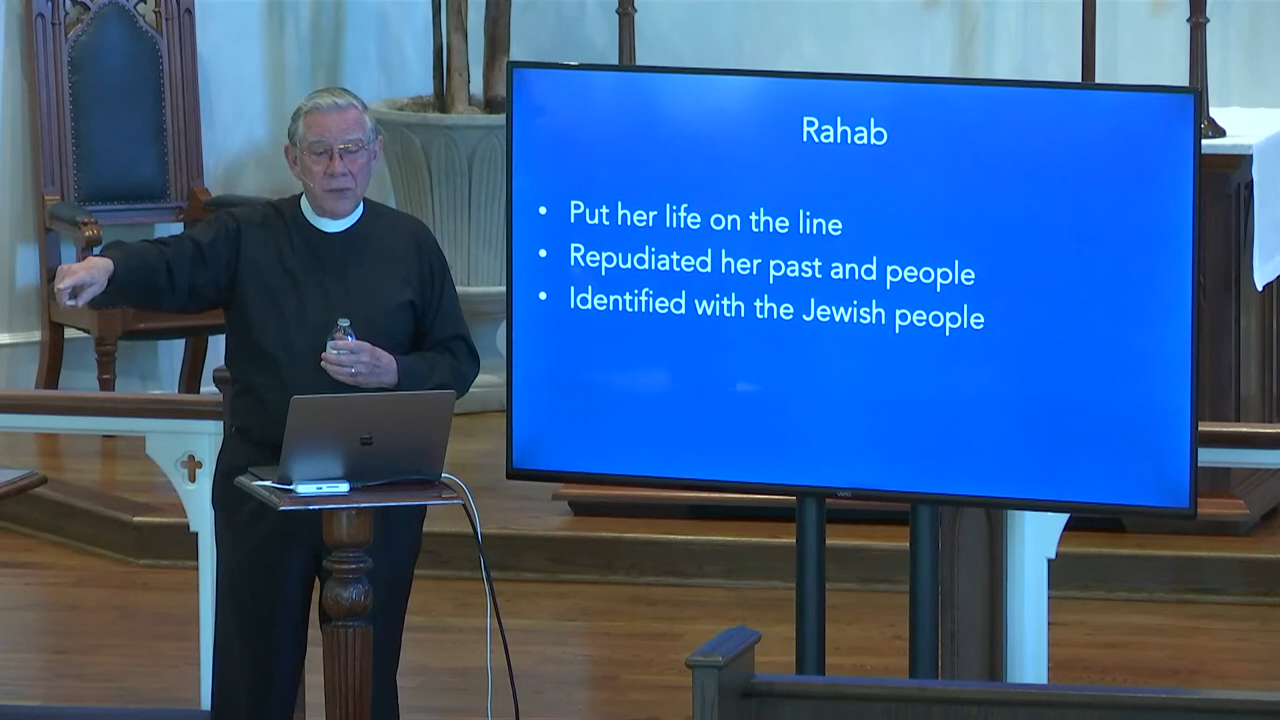 Rahab
• Put her life on the line
• Repudiated her past and people
• Identified with the Jewish people